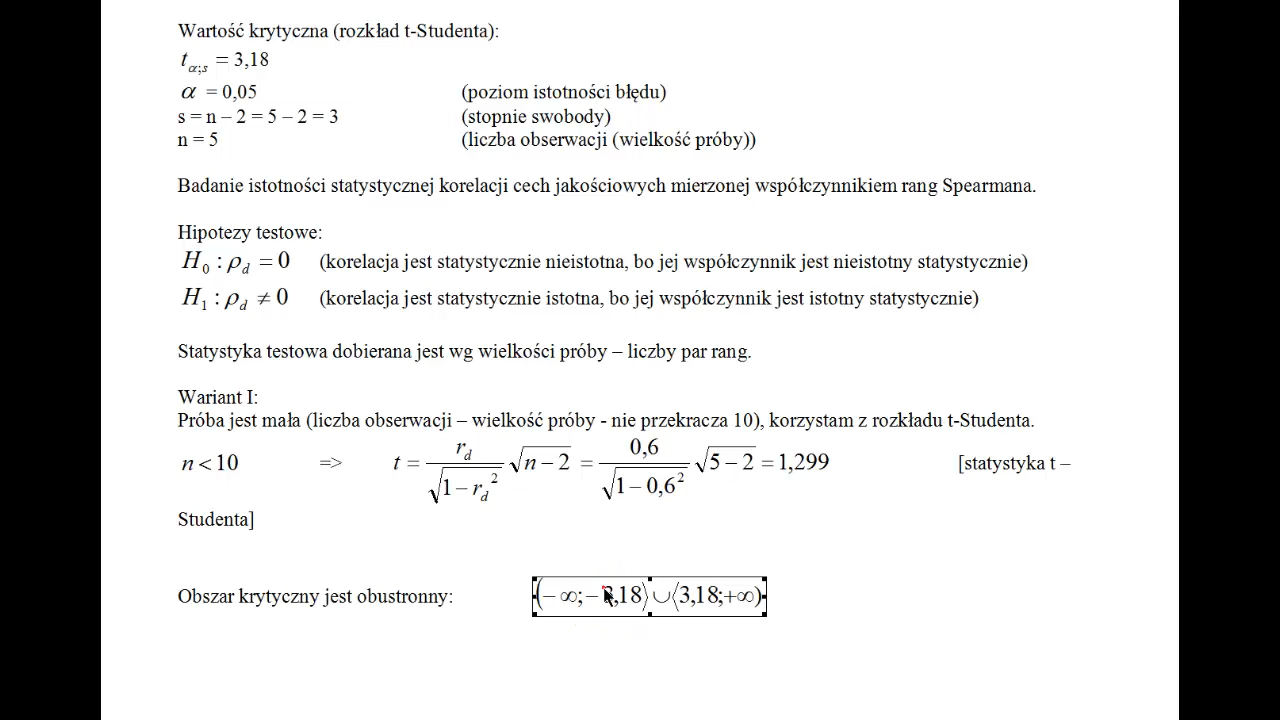 Wartość krytyczna (rozkład t-Studenta):
t α;s = 3,18
α = 0,05 (poziom istotności błędu)
s = n – 2 = 5 – 2 = 3 (stopnie swobody)
n = 5 (liczba obserwacji (wielkość próby))
Badanie istotności statystycznej korelacji cech jakościowych mierzonej współczynnikiem rang Spearmana.
Hipotezy testowe:
H₀ : ρ_d = 0 (korelacja jest statystycznie nieistotna, bo jej współczynnik jest nieistotny statystycznie)
H₁ : ρ_d ≠ 0 (korelacja jest statystycznie istotna, bo jej współczynnik jest istotny statystycznie)
Statystyka testowa dobierana jest wg wielkości próby – liczby par rang.
Wariant I:
Próba jest mała (liczba obserwacji – wielkość próby - nie przekracza 10), korzystam z rozkładu t-Studenta.
n < 10 => t = r_d / √(1 – r_d²) √(n – 2) = 0,6 / √(1 – 0,6²) √(5 – 2) = 1,299 [statystyka t –
Studenta]
Obszar krytyczny jest obustronny: (– ∞; – 3,18⟩ ∪ ⟨3,18; +∞)